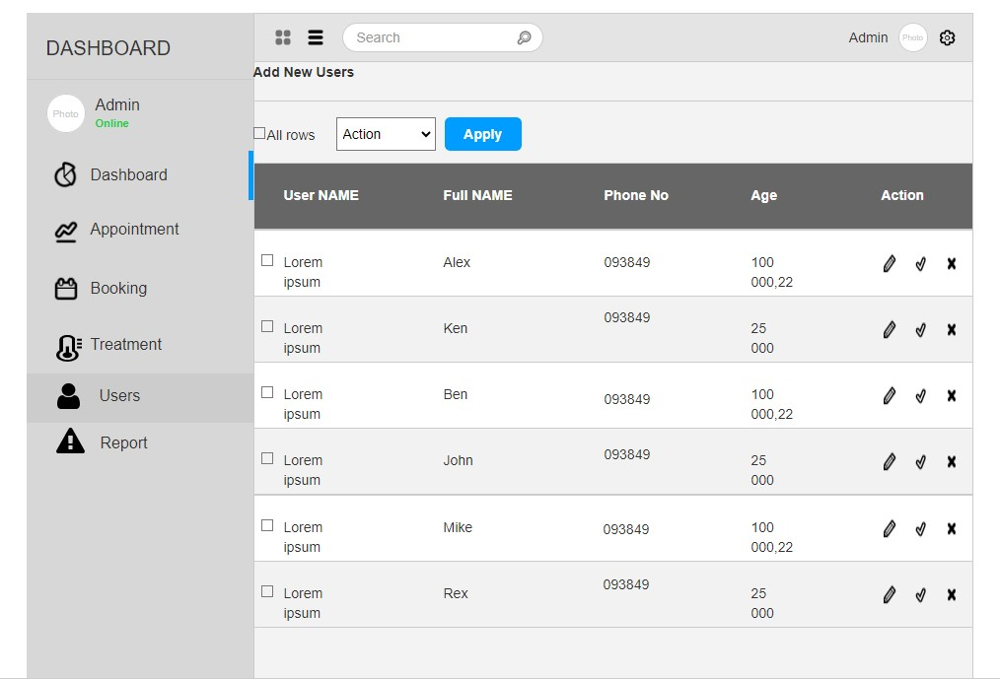 DASHBOARD
Search
Admin
Photo
Add New Users
Photo
Admin
Online
All rows
Action
Apply
Dashboard
Appointment
Booking
Treatment
Users
Report
User NAME Full NAME Phone No Age Action
Lorem Alex 093849 100
ipsum 000,22
Lorem Ken 093849 25
ipsum 000
Lorem Ben 093849 100
ipsum 000,22
Lorem John 093849 25
ipsum 000
Lorem Mike 093849 100
ipsum 000,22
Lorem Rex 093849 25
ipsum 000